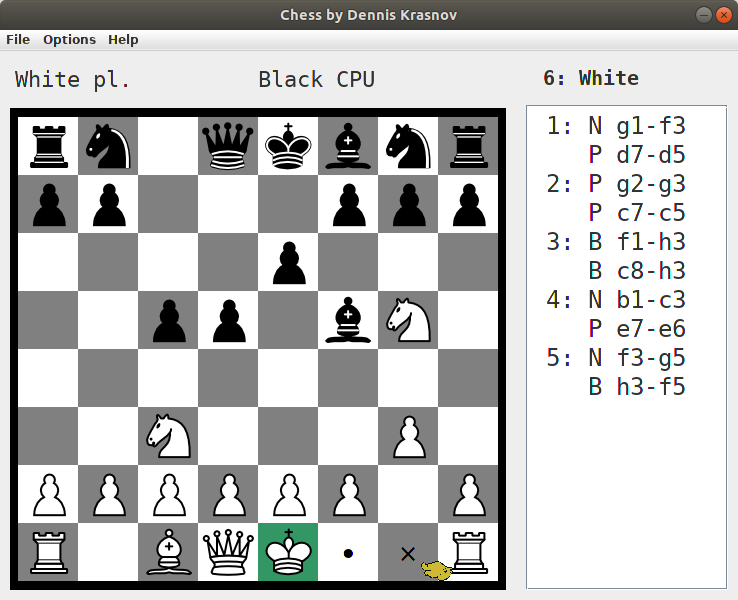 Chess by Dennis Krasnov
File Options Help
White pl. Black CPU 6: White
1: N g1-f3
P d7-d5
2: P g2-g3
P c7-c5
3: B f1-h3
B c8-h3
4: N b1-c3
P e7-e6
5: N f3-g5
B h3-f5